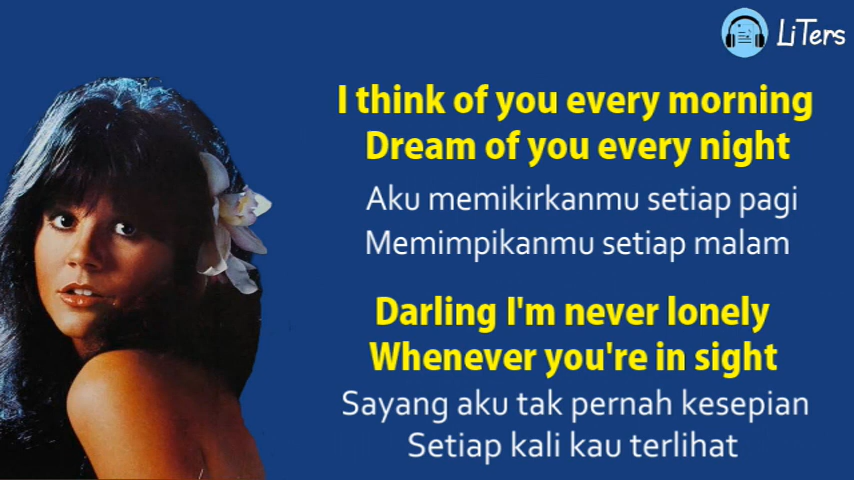 LiTers
I think of you every morning
Dream of you every night
Aku memikirkanmu setiap pagi
Memimpikanmu setiap malam
Darling I'm never lonely
Whenever you're in sight
Sayang aku tak pernah kesepian
Setiap kali kau terlihat